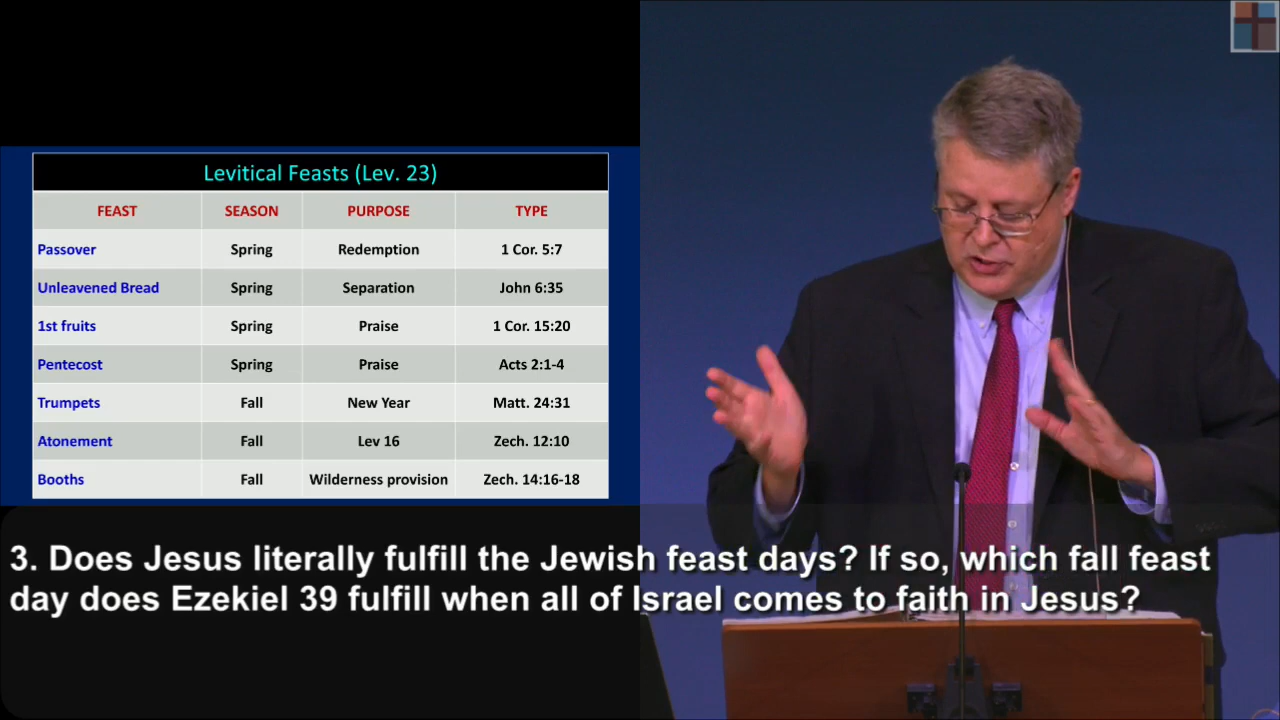 Levitical Feasts (Lev. 23)
FEAST SEASON PURPOSE TYPE
Passover Spring Redemption 1 Cor. 5:7
Unleavened Bread Spring Separation John 6:35
1st fruits Spring Praise 1 Cor. 15:20
Pentecost Spring Praise Acts 2:1-4
Trumpets Fall New Year Matt. 24:31
Atonement Fall Lev 16 Zech. 12:10
Booths Fall Wilderness provision Zech. 14:16-18
3. Does Jesus literally fulfill the Jewish feast days? If so, which fall feast
day does Ezekiel 39 fulfill when all of Israel comes to faith in Jesus?